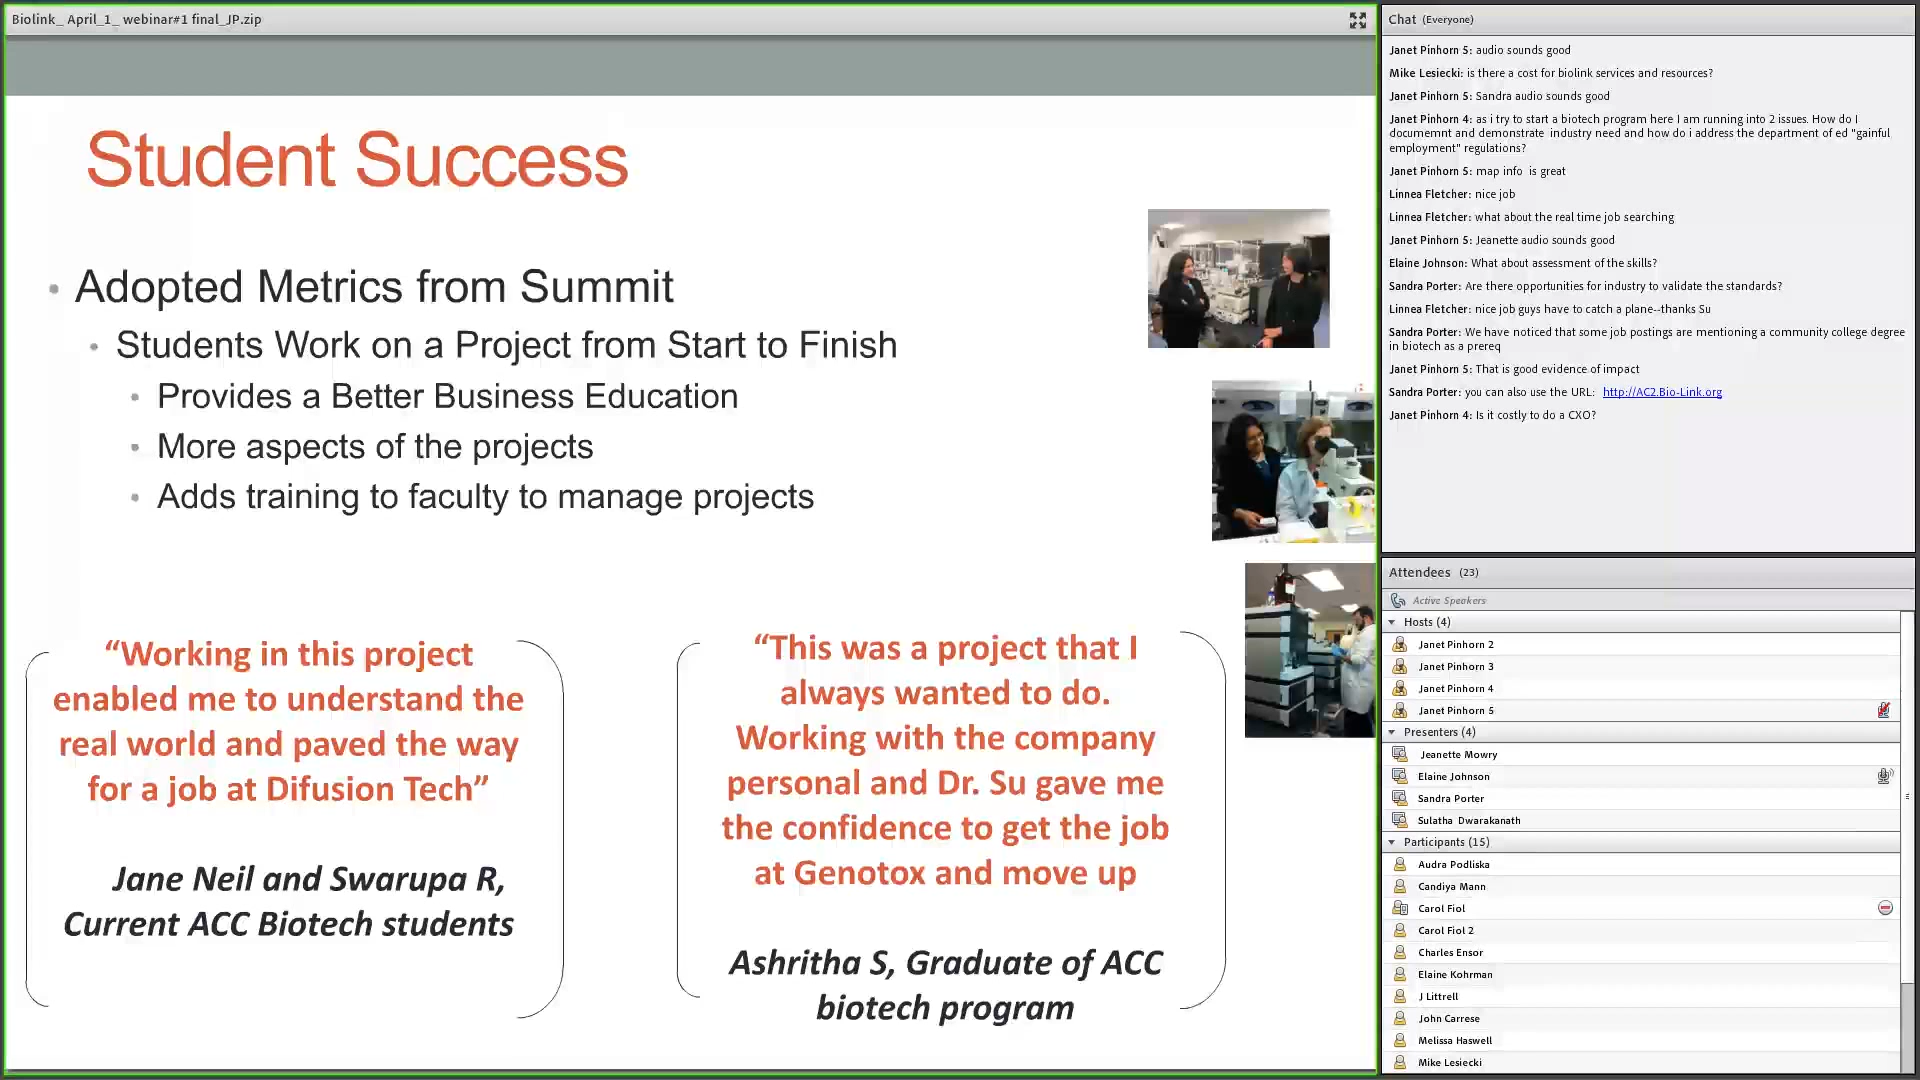 Biolink_ April_1_ webinar#1 final_JP.zip
Student Success
• Adopted Metrics from Summit
• Students Work on a Project from Start to Finish
• Provides a Better Business Education
• More aspects of the projects
• Adds training to faculty to manage projects
“Working in this project
enabled me to understand the
real world and paved the way
for a job at Difusion Tech”
Jane Neil and Swarupa R,
Current ACC Biotech students
“This was a project that I
always wanted to do.
Working with the company
personal and Dr. Su gave me
the confidence to get the job
at Genotox and move up
Ashritha S, Graduate of ACC
biotech program
Chat (Everyone)
Janet Pinhorn 5: audio sounds good
Mike Lesiecki: is there a cost for biolink services and resources?
Janet Pinhorn 5: Sandra audio sounds good
Janet Pinhorn 4: as i try to start a biotech program here I am running into 2 issues. How do I
documemnt and demonstrate industry need and how do i address the department of ed "gainful
employment" regulations?
Janet Pinhorn 5: map info is great
Linnea Fletcher: nice job
Linnea Fletcher: what about the real time job searching
Janet Pinhorn 5: Jeanette audio sounds good
Elaine Johnson: What about assessment of the skills?
Sandra Porter: Are there opportunities for industry to validate the standards?
Linnea Fletcher: nice job guys have to catch a plane--thanks Su
Sandra Porter: We have noticed that some job postings are mentioning a community college degree
in biotech as a prereq
Janet Pinhorn 5: That is good evidence of impact
Sandra Porter: you can also use the URL: http://AC2.Bio-Link.org
Janet Pinhorn 4: Is it costly to do a CXO?
Attendees (23)
Active Speakers
Hosts (4)
Janet Pinhorn 2
Janet Pinhorn 3
Janet Pinhorn 4
Janet Pinhorn 5
Presenters (4)
Jeanette Mowry
Elaine Johnson
Sandra Porter
Sulatha Dwarakanath
Participants (15)
Audra Podliska
Candiya Mann
Carol Fiol
Carol Fiol 2
Charles Ensor
Elaine Kohrman
J Littrell
John Carrese
Melissa Haswell
Mike Lesiecki